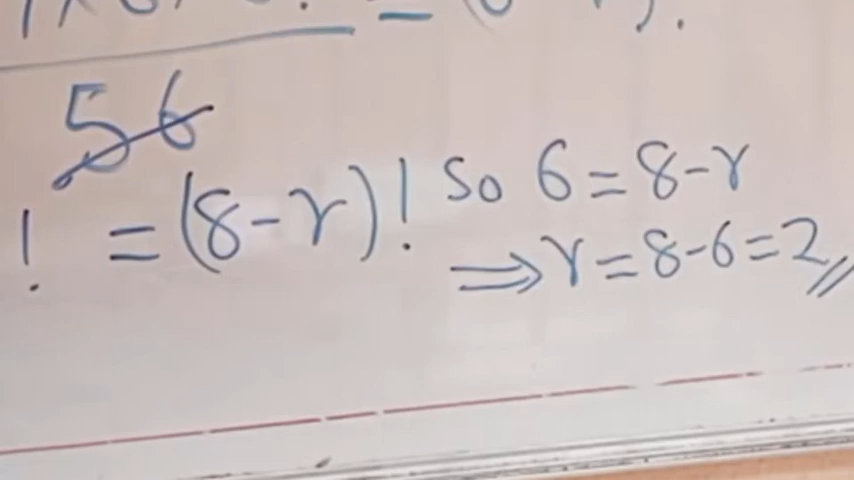 56
! = (8-r)! So 6=8-r
⟹ r=8-6=2